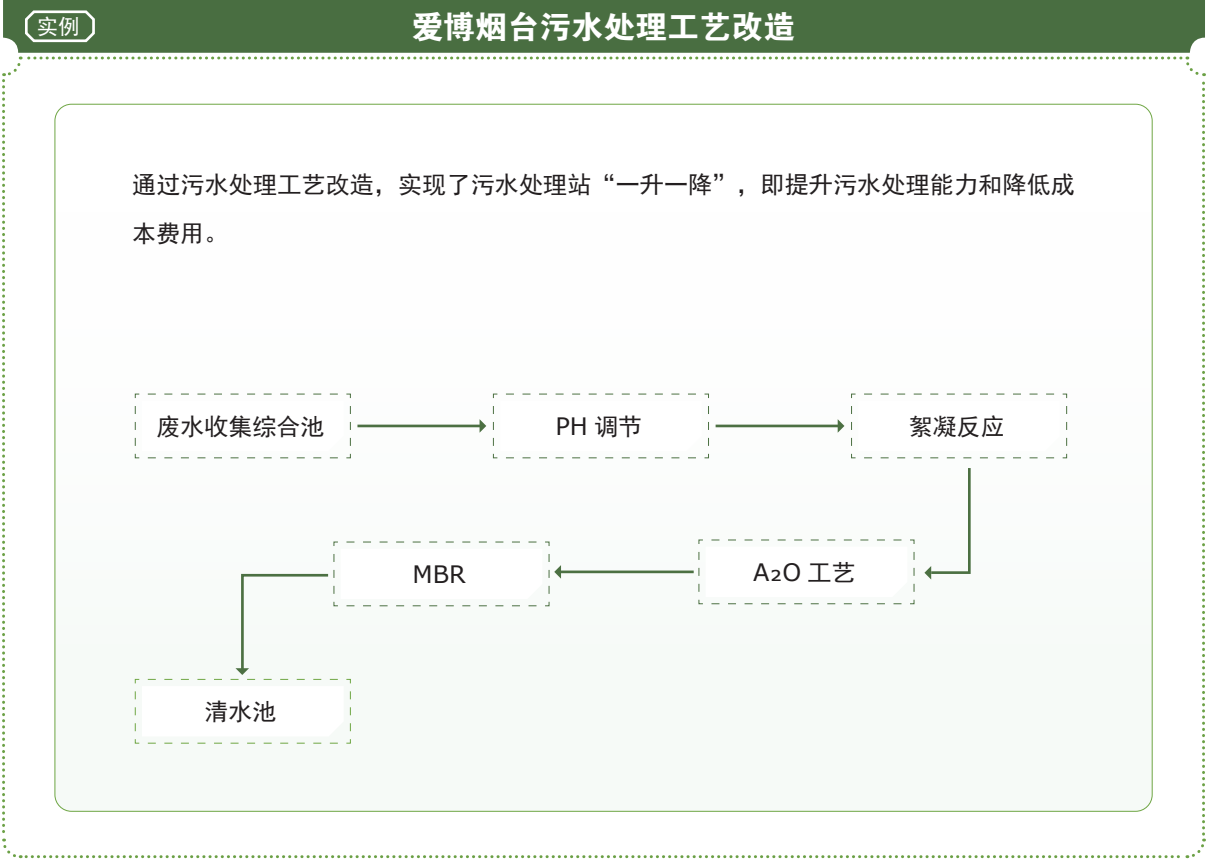 实例
爱博烟台污水处理工艺改造
通过污水处理工艺改造，实现了污水处理站“一升一降”，即提升污水处理能力和降低成
本费用。
废水收集综合池
PH 调节
絮凝反应
MBR
A₂O 工艺
清水池